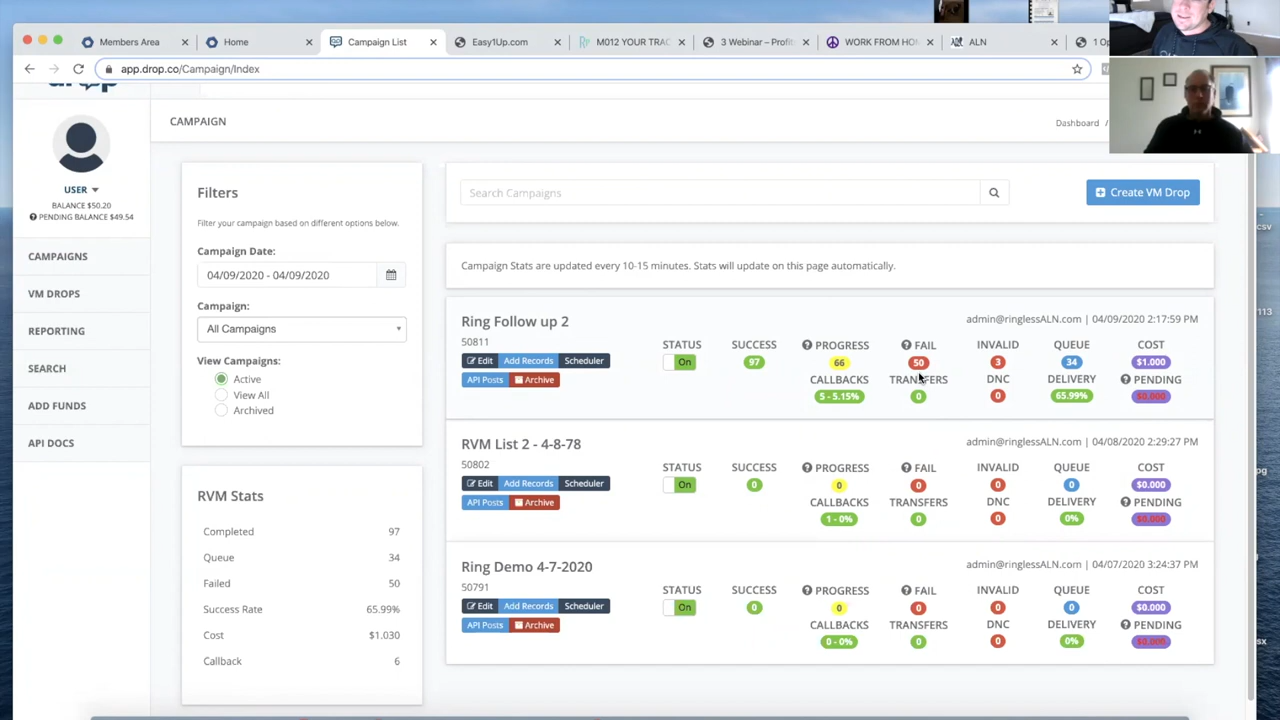 Members Area
Home
Campaign List
Easy1Up.com
M012 YOUR TRAC
3 Webinar – Profit
WORK FROM HOM
ALN
1 O
app.drop.co/Campaign/Index
drop
CAMPAIGN
Dashboard /
USER
BALANCE $50.20
PENDING BALANCE $49.54
CAMPAIGNS
VM DROPS
REPORTING
SEARCH
ADD FUNDS
API DOCS
Filters
Filter your campaign based on different options below.
Campaign Date:
04/09/2020 - 04/09/2020
Campaign:
All Campaigns
View Campaigns:
Active
View All
Archived
RVM Stats
Completed 97
Queue 34
Failed 50
Success Rate 65.99%
Cost $1.030
Callback 6
Search Campaigns
Create VM Drop
Campaign Stats are updated every 10-15 minutes. Stats will update on this page automatically.
Ring Follow up 2
admin@ringlessALN.com | 04/09/2020 2:17:59 PM
50811
STATUS SUCCESS PROGRESS FAIL INVALID QUEUE COST
Edit Add Records Scheduler On 97 66 50 3 34 $1.000
API Posts Archive CALLBACKS TRANSFERS DNC DELIVERY PENDING
5 - 5.15% 0 0 65.99% $0.000
RVM List 2 - 4-8-78
admin@ringlessALN.com | 04/08/2020 2:29:27 PM
50802
STATUS SUCCESS PROGRESS FAIL INVALID QUEUE COST
Edit Add Records Scheduler On 0 0 0 0 0 $0.000
API Posts Archive CALLBACKS TRANSFERS DNC DELIVERY PENDING
1 - 0% 0 0 0% $0.000
Ring Demo 4-7-2020
admin@ringlessALN.com | 04/07/2020 3:24:37 PM
50791
STATUS SUCCESS PROGRESS FAIL INVALID QUEUE COST
Edit Add Records Scheduler On 0 0 0 0 0 $0.000
API Posts Archive CALLBACKS TRANSFERS DNC DELIVERY PENDING
0 - 0% 0 0 0% $0.000
csv
113